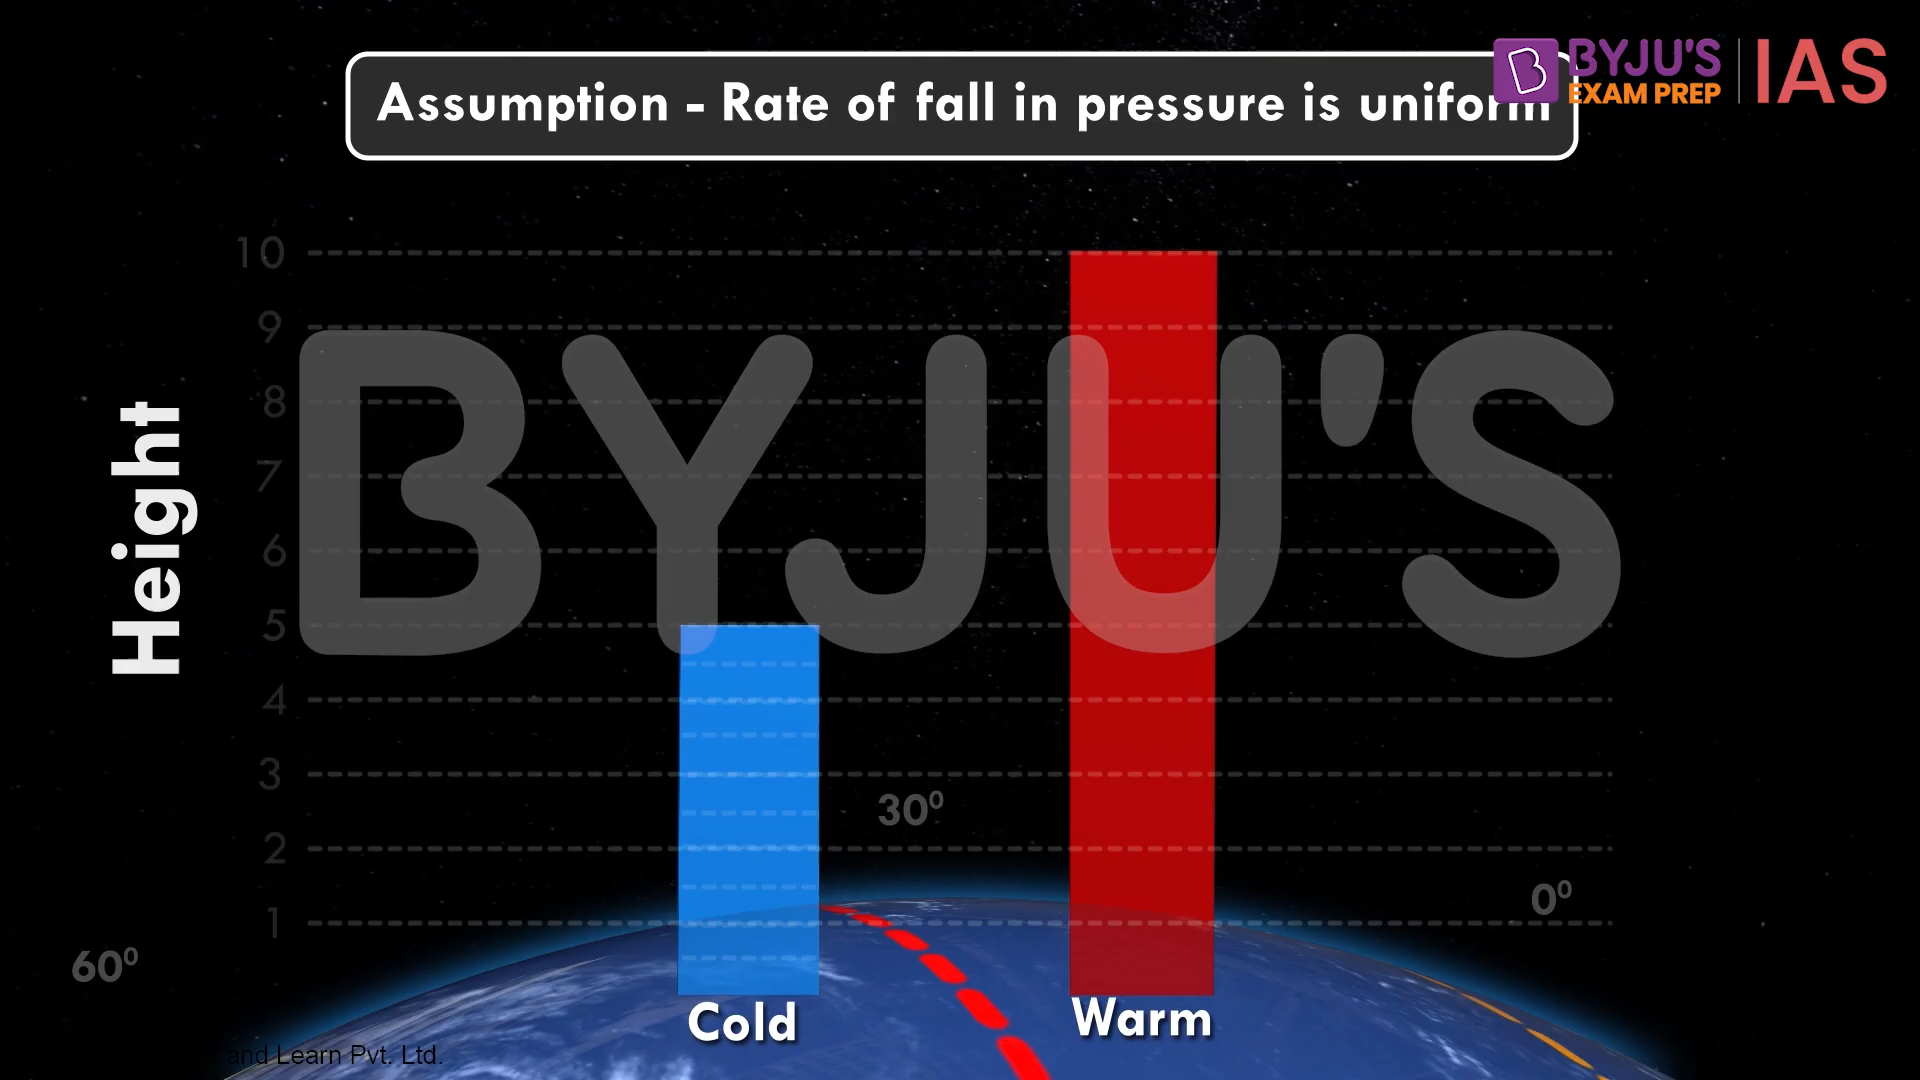 Assumption - Rate of fall in pressure is uniform
BYJU'S
EXAM PREP
IAS
10
9
8
7
6
5
4
3
2
1
Height
BYJU'S
30⁰
0⁰
60⁰
Cold
Warm
and Learn Pvt. Ltd.